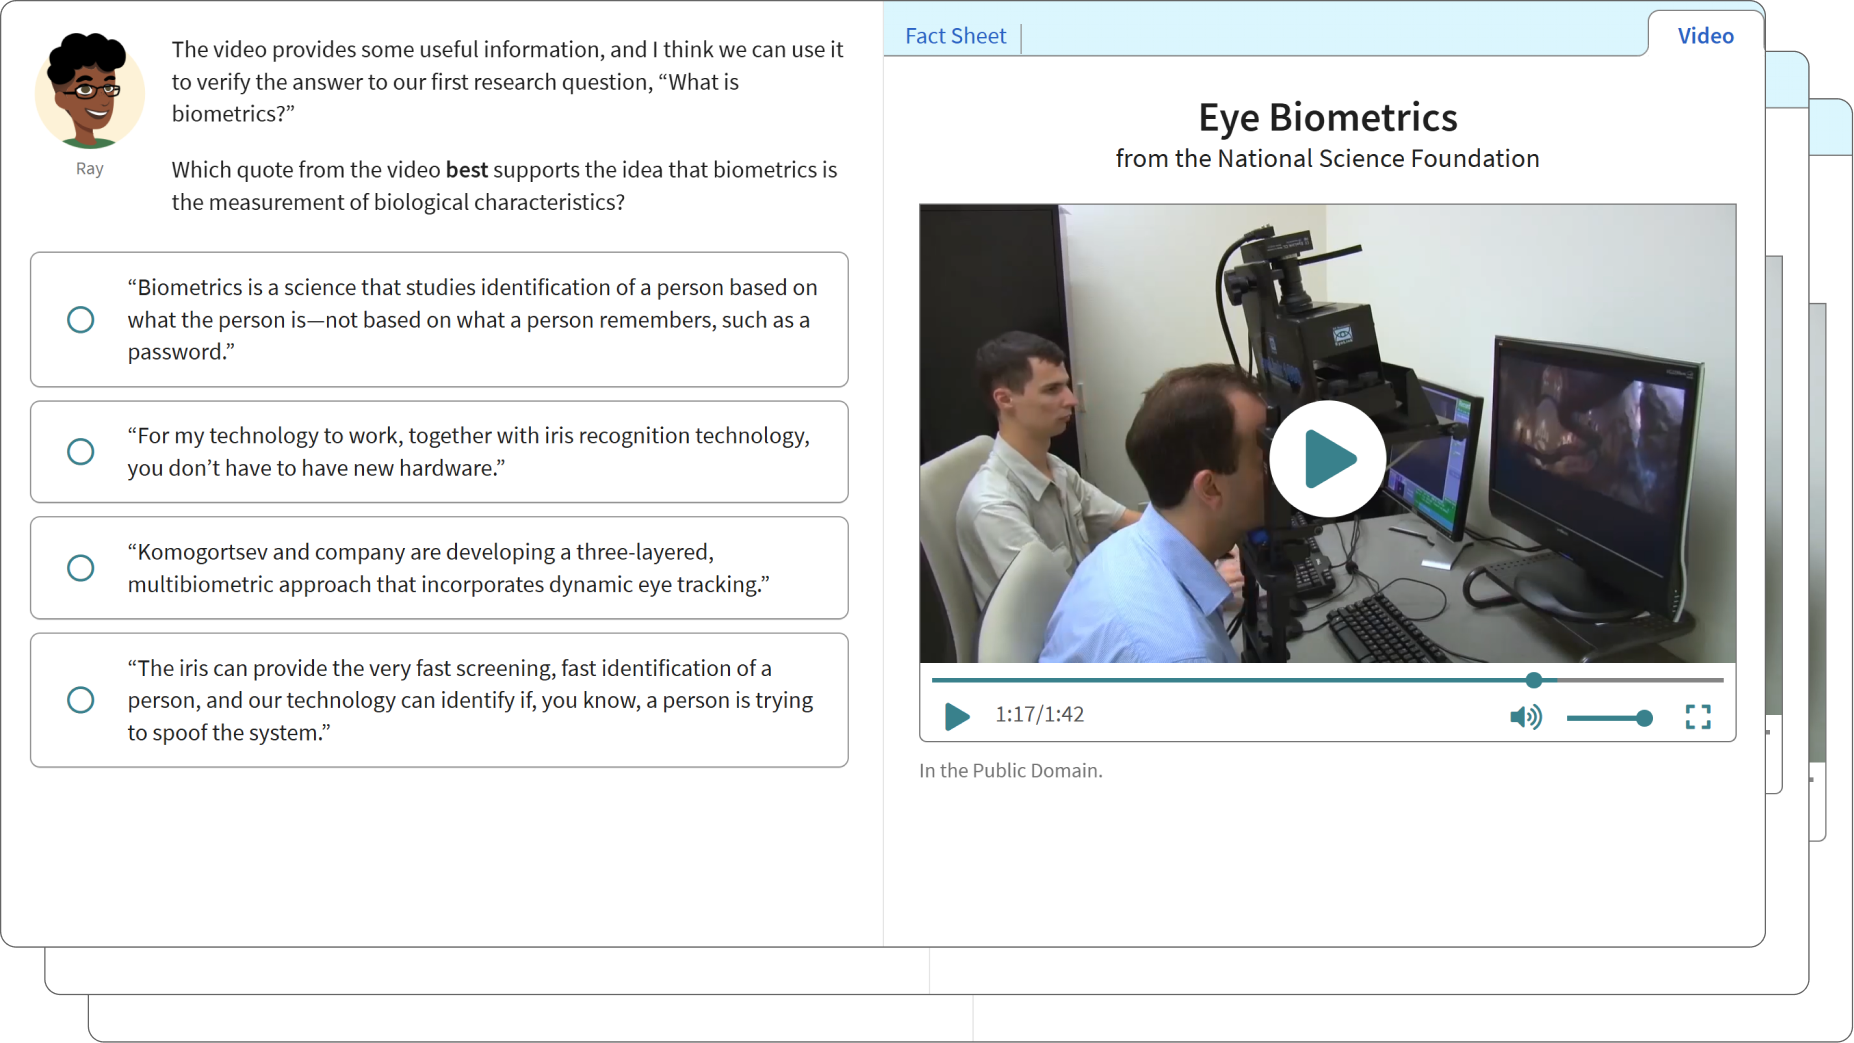 The video provides some useful information, and I think we can use it
to verify the answer to our first research question, “What is
biometrics?”
Ray
Which quote from the video best supports the idea that biometrics is
the measurement of biological characteristics?
“Biometrics is a science that studies identification of a person based on
what the person is—not based on what a person remembers, such as a
password.”
“For my technology to work, together with iris recognition technology,
you don’t have to have new hardware.”
“Komogortsev and company are developing a three-layered,
multibiometric approach that incorporates dynamic eye tracking.”
“The iris can provide the very fast screening, fast identification of a
person, and our technology can identify if, you know, a person is trying
to spoof the system.”
Fact Sheet
Video
Eye Biometrics
from the National Science Foundation
1:17/1:42
In the Public Domain.